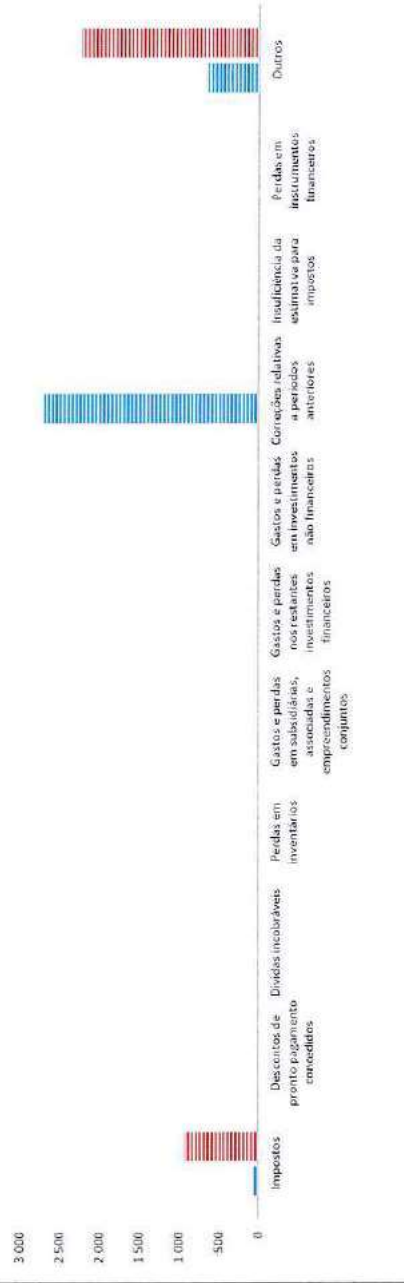 3 000
2 500
2 000
1 500
1 000
500
0
Impostos
Descontos de
pronto pagamento
concedidos
Dívidas incobráveis
Perdas em
inventários
Gastos e perdas
em subsidiárias,
associadas e
empreendimentos
conjuntos
Gastos e perdas
nos restantes
investimentos
financeiros
Gastos e perdas
em investimentos
não financeiros
Correções relativas
a períodos
anteriores
Insuficiência da
estimativa para
impostos
Perdas em
instrumentos
financeiros
Outros